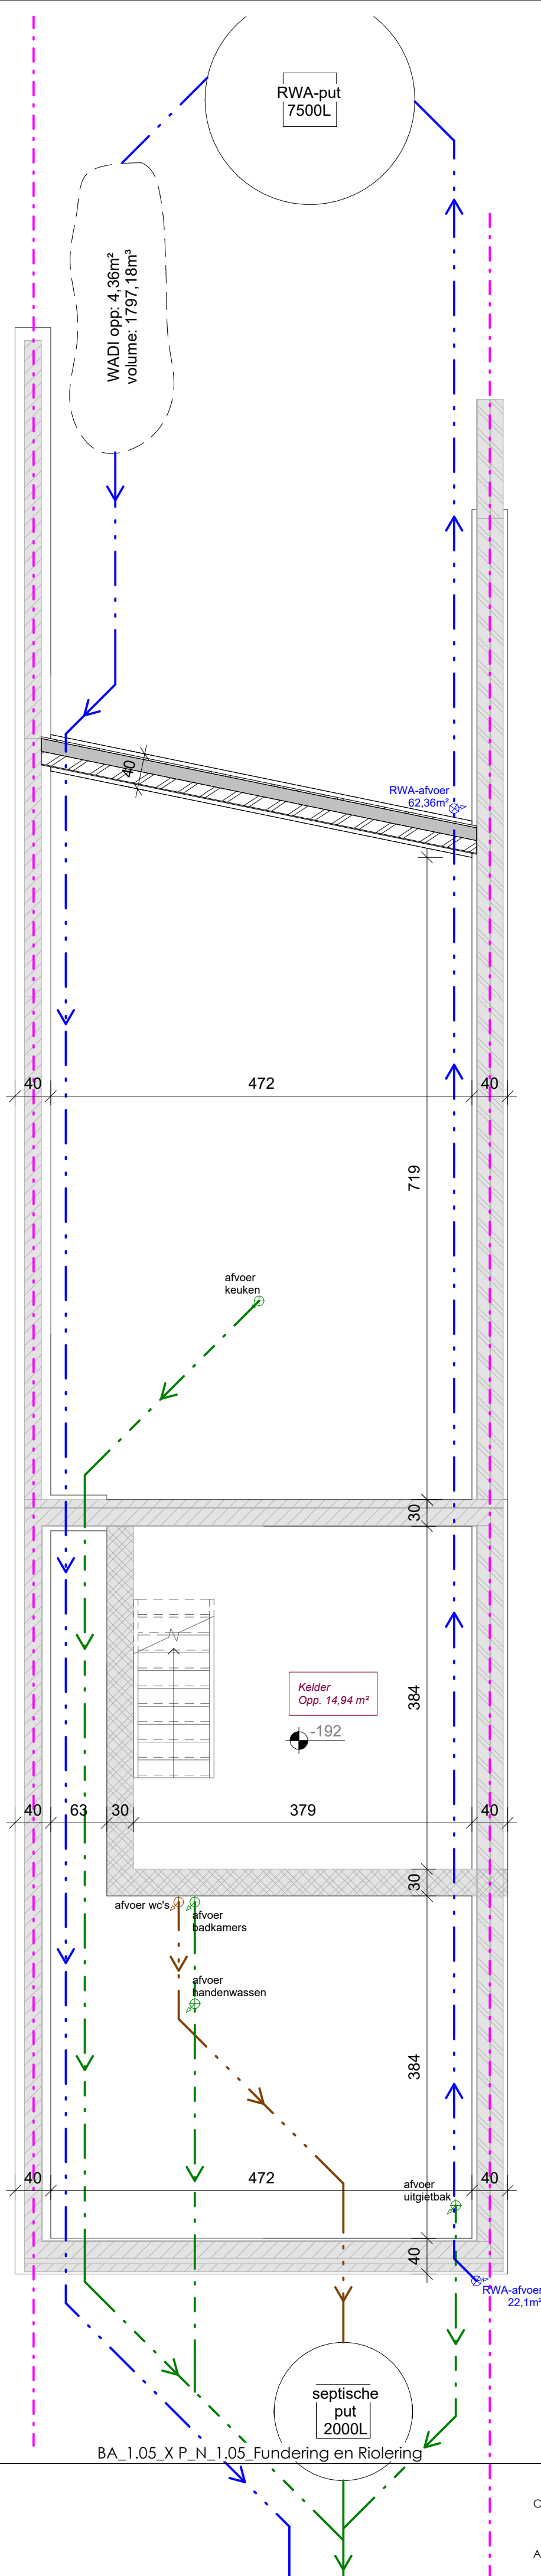 RWA-put
7500L
WADI opp: 4,36m²
volume: 1797,18m³
40
RWA-afvoer
62,36m²
40
472
40
719
afvoer
keuken
30
Kelder
Opp. 14,94 m²
-192
384
40
63
30
379
40
30
afvoer wc's
afvoer
badkamers
afvoer
handenwassen
384
40
472
40
afvoer
uitgietbak
40
RWA-afvoer
22,1m²
septische
put
2000L
BA_1.05_X P_N_1.05_Fundering en Riolering
A